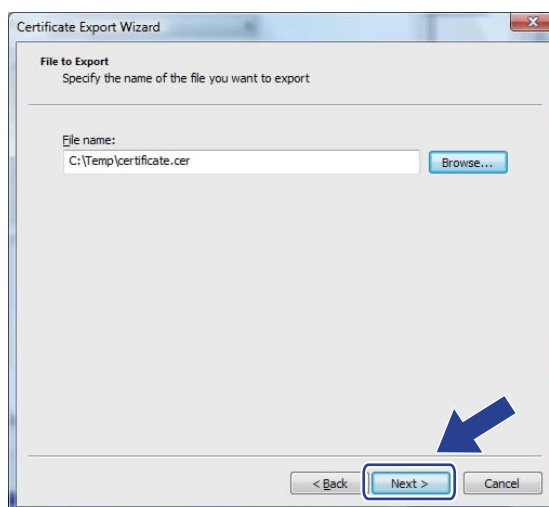 Certificate Export Wizard
File to Export
Specify the name of the file you want to export
File name:
C:\Temp\certificate.cer
Browse...
< Back
Next >
Cancel